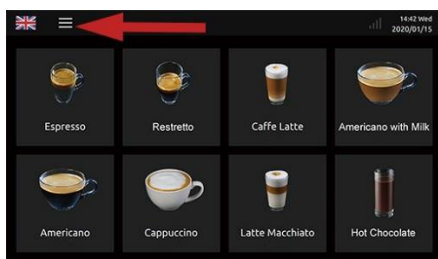 14:42 Wed
2020/01/15
Espresso
Restretto
Caffe Latte
Americano with Milk
Americano
Cappuccino
Latte Macchiato
Hot Chocolate